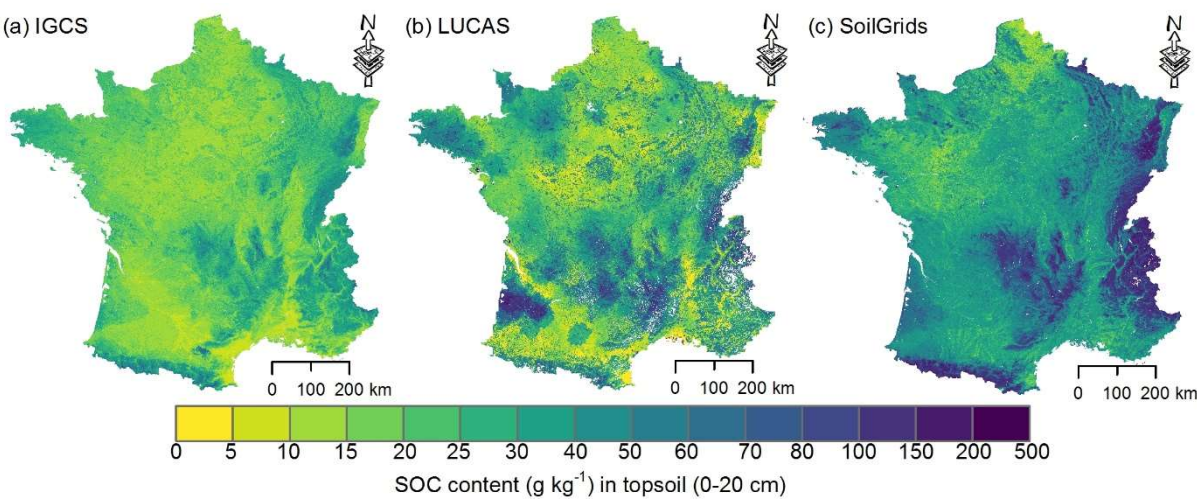 (a) IGCS
N
(b) LUCAS
N
(c) SoilGrids
N
0 100 200 km
0 100 200 km
0 100 200 km
0 5 10 15 20 25 30 40 50 60 70 80 100 150 200 500
SOC content (g kg⁻¹) in topsoil (0-20 cm)